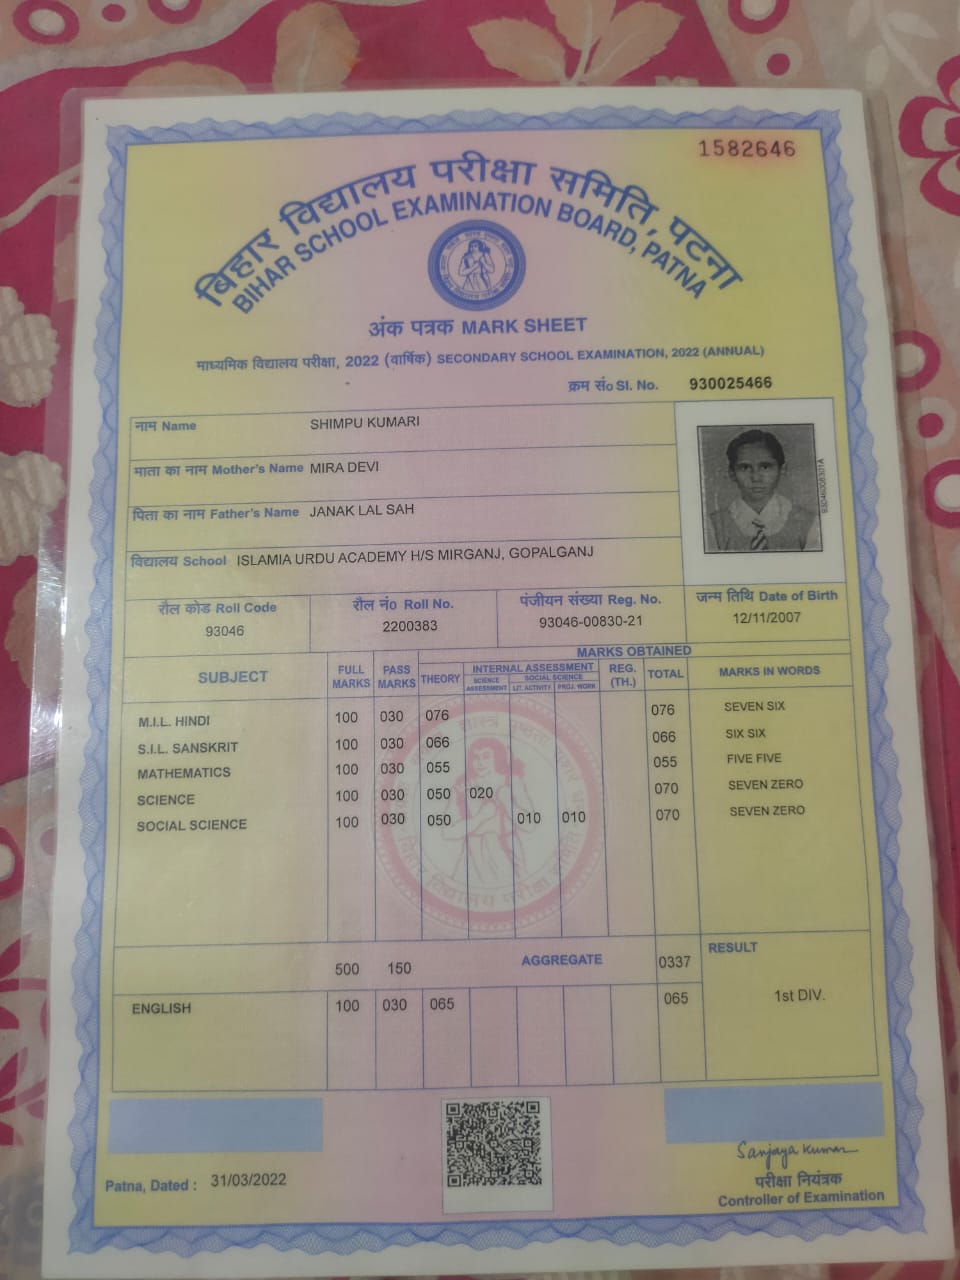 1582646
बिहार विद्यालय परीक्षा समिति, पटना
BIHAR SCHOOL EXAMINATION BOARD, PATNA
अंक पत्रक MARK SHEET
माध्यमिक विद्यालय परीक्षा, 2022 (वार्षिक) SECONDARY SCHOOL EXAMINATION, 2022 (ANNUAL)
क्रम सं० SI. No. 930025466
नाम Name SHIMPU KUMARI
माता का नाम Mother's Name MIRA DEVI
पिता का नाम Father's Name JANAK LAL SAH
विद्यालय School ISLAMIA URDU ACADEMY H/S MIRGANJ, GOPALGANJ
रौल कोड Roll Code रौल नं० Roll No. पंजीयन संख्या Reg. No. जन्म तिथि Date of Birth
93046 2200383 93046-00830-21 12/11/2007
MARKS OBTAINED
SUBJECT FULL MARKS PASS MARKS THEORY INTERNAL ASSESSMENT REG. (TH.) TOTAL MARKS IN WORDS
SCIENCE ASSESSMENT SOCIAL SCIENCE
LIT. ACTIVITY PROJ. WORK
M.I.L. HINDI 100 030 076 076 SEVEN SIX
S.I.L. SANSKRIT 100 030 066 066 SIX SIX
MATHEMATICS 100 030 055 055 FIVE FIVE
SCIENCE 100 030 050 020 070 SEVEN ZERO
SOCIAL SCIENCE 100 030 050 010 010 070 SEVEN ZERO
500 150 AGGREGATE 0337 RESULT
ENGLISH 100 030 065 065 1st DIV.
Patna, Dated : 31/03/2022
Sanjaya Kumar
परीक्षा नियंत्रक
Controller of Examination